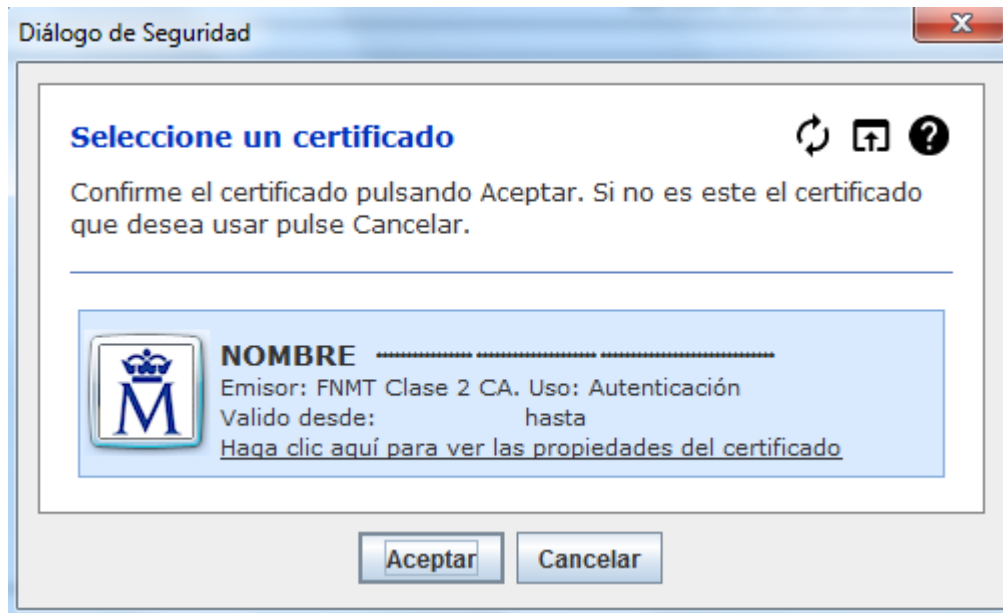 Diálogo de Seguridad
X
Seleccione un certificado
?
Confirme el certificado pulsando Aceptar. Si no es este el certificado
que desea usar pulse Cancelar.
M
NOMBRE
Emisor: FNMT Clase 2 CA. Uso: Autenticación
Valido desde: hasta
Haga clic aquí para ver las propiedades del certificado
Aceptar Cancelar